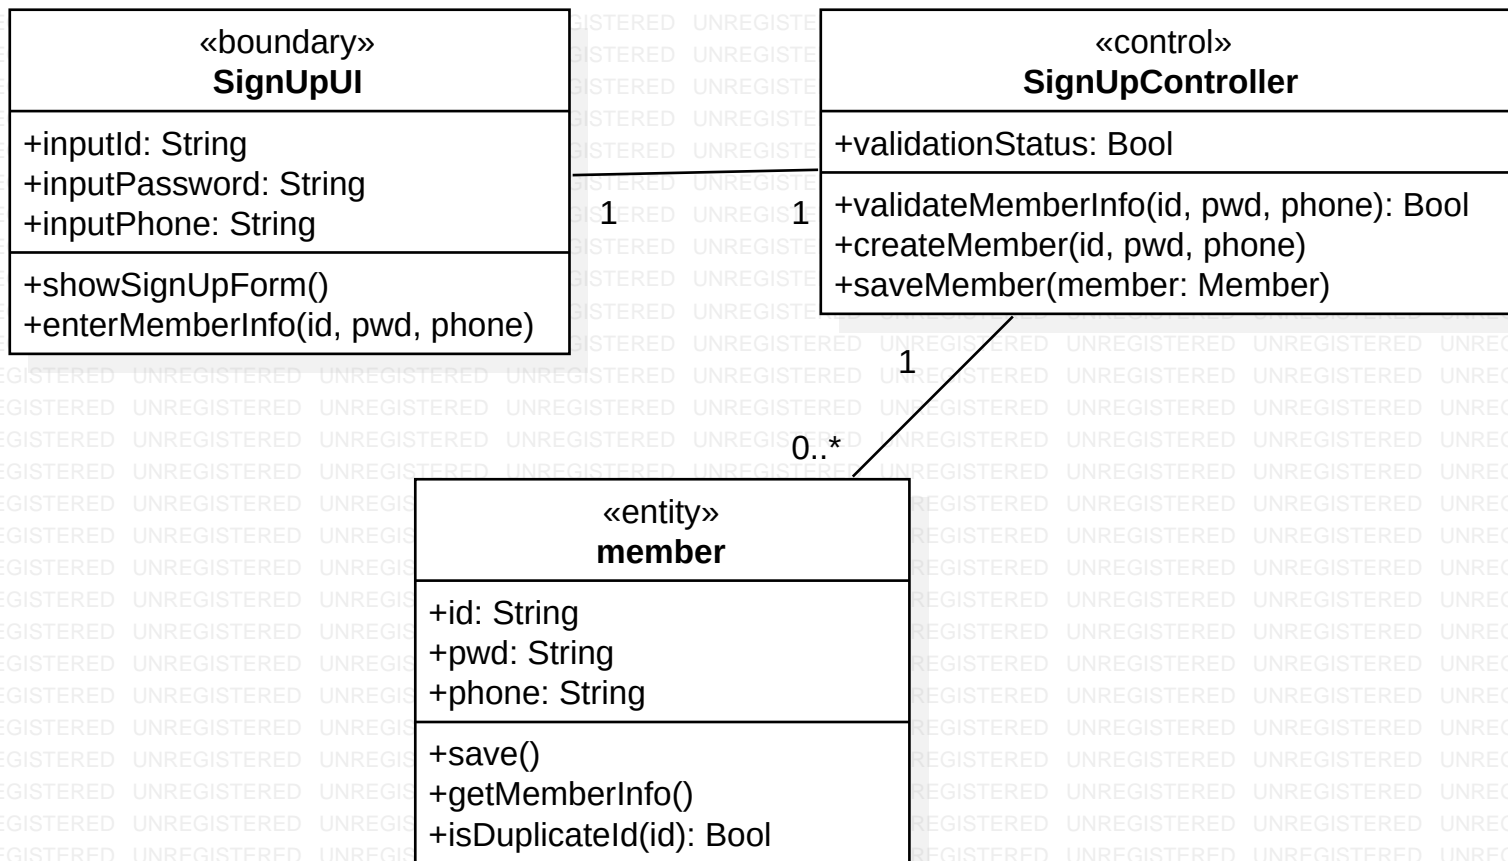 «boundary»
SignUpUI
+inputId: String
+inputPassword: String
+inputPhone: String
+showSignUpForm()
+enterMemberInfo(id, pwd, phone)
1
1
«control»
SignUpController
+validationStatus: Bool
+validateMemberInfo(id, pwd, phone): Bool
+createMember(id, pwd, phone)
+saveMember(member: Member)
1
0..*
«entity»
member
+id: String
+pwd: String
+phone: String
+save()
+getMemberInfo()
+isDuplicateId(id): Bool
UNREGISTERED